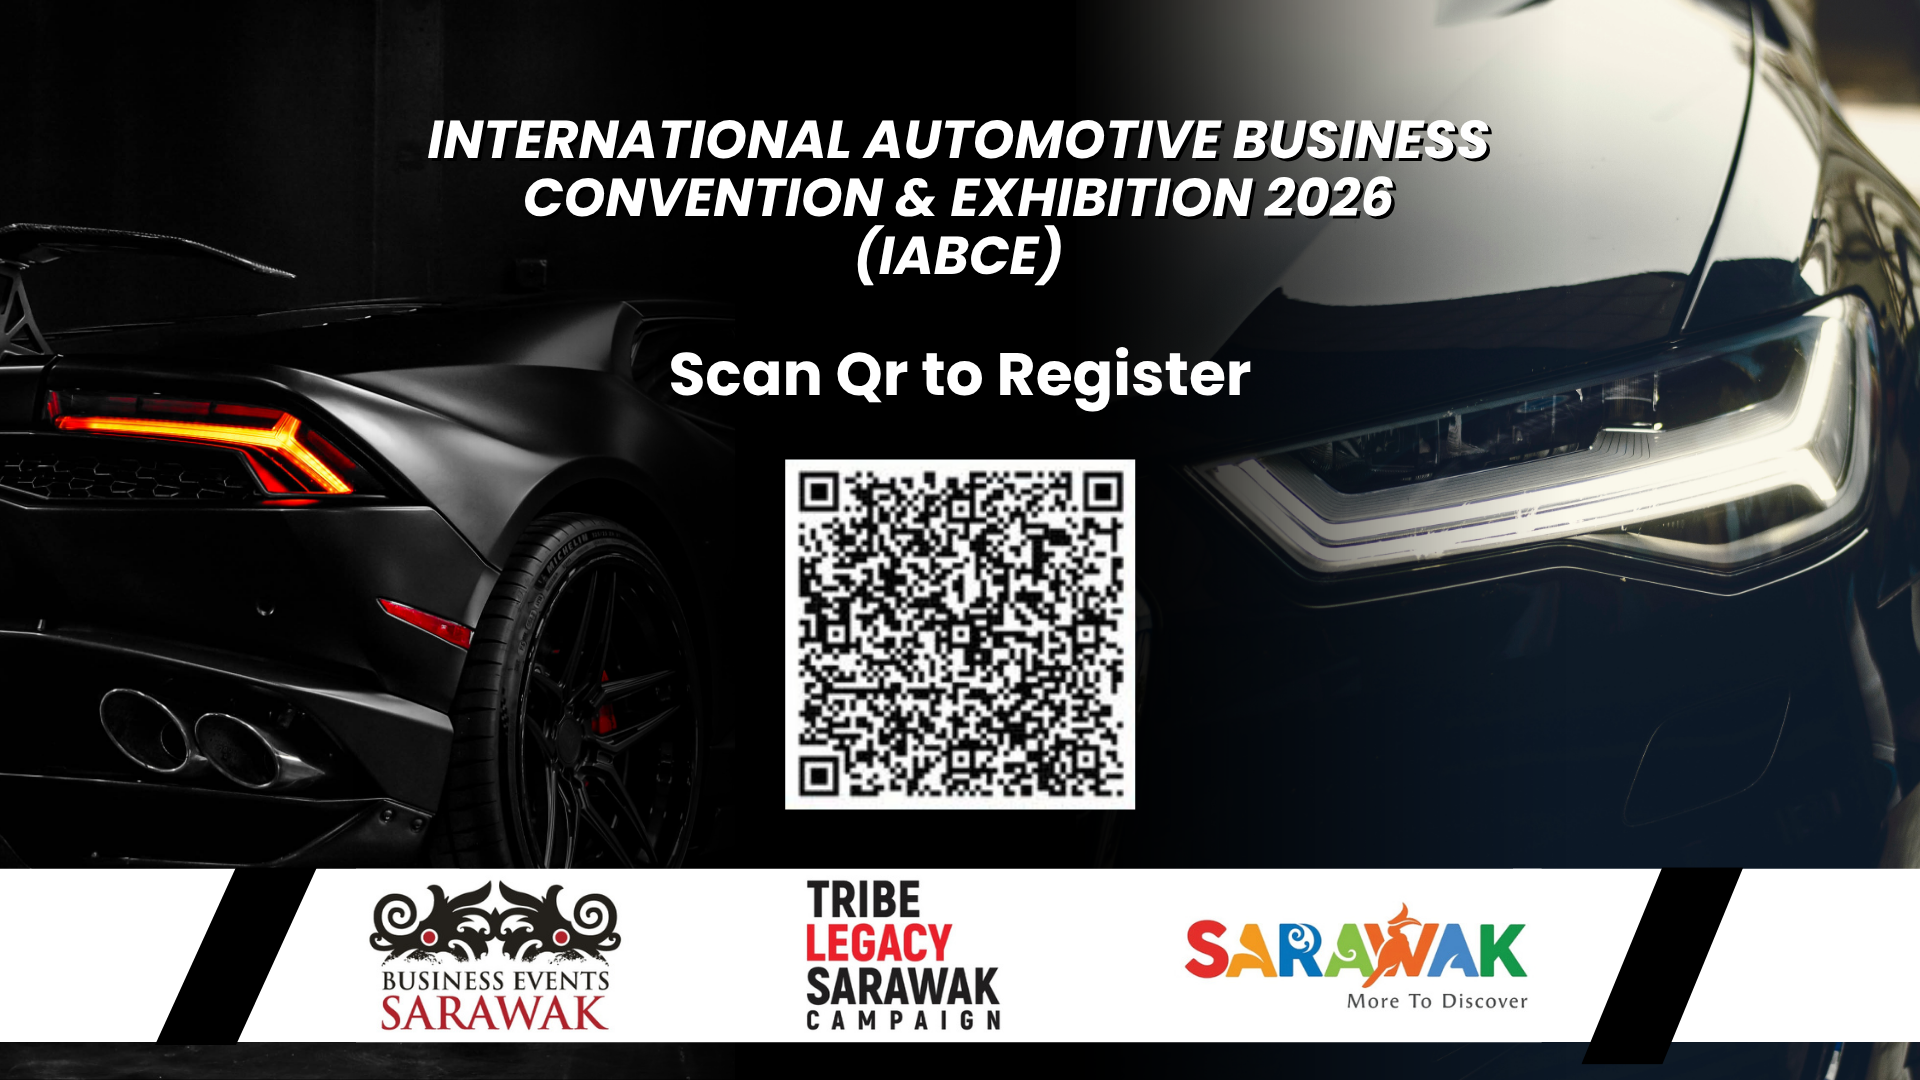 INTERNATIONAL AUTOMOTIVE BUSINESS
CONVENTION & EXHIBITION 2026
(IABCE)
Scan Qr to Register
MICHELIN
BUSINESS EVENTS
SARAWAK
TRIBE
LEGACY
SARAWAK
CAMPAIGN
SARAWAK
More To Discover